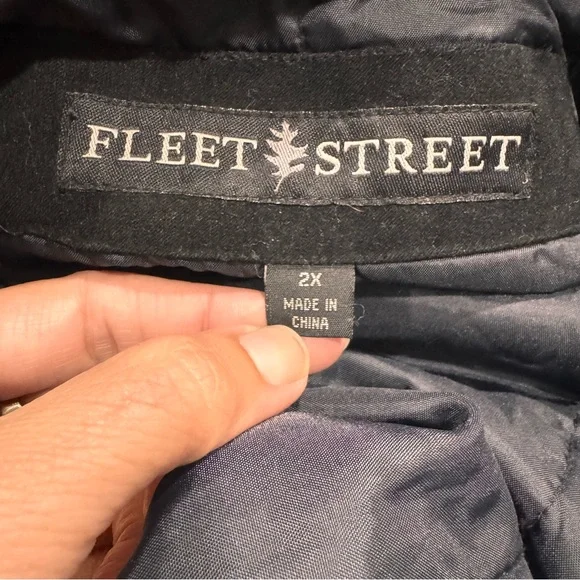 FLEET STREET
2X
MADE IN
CHINA